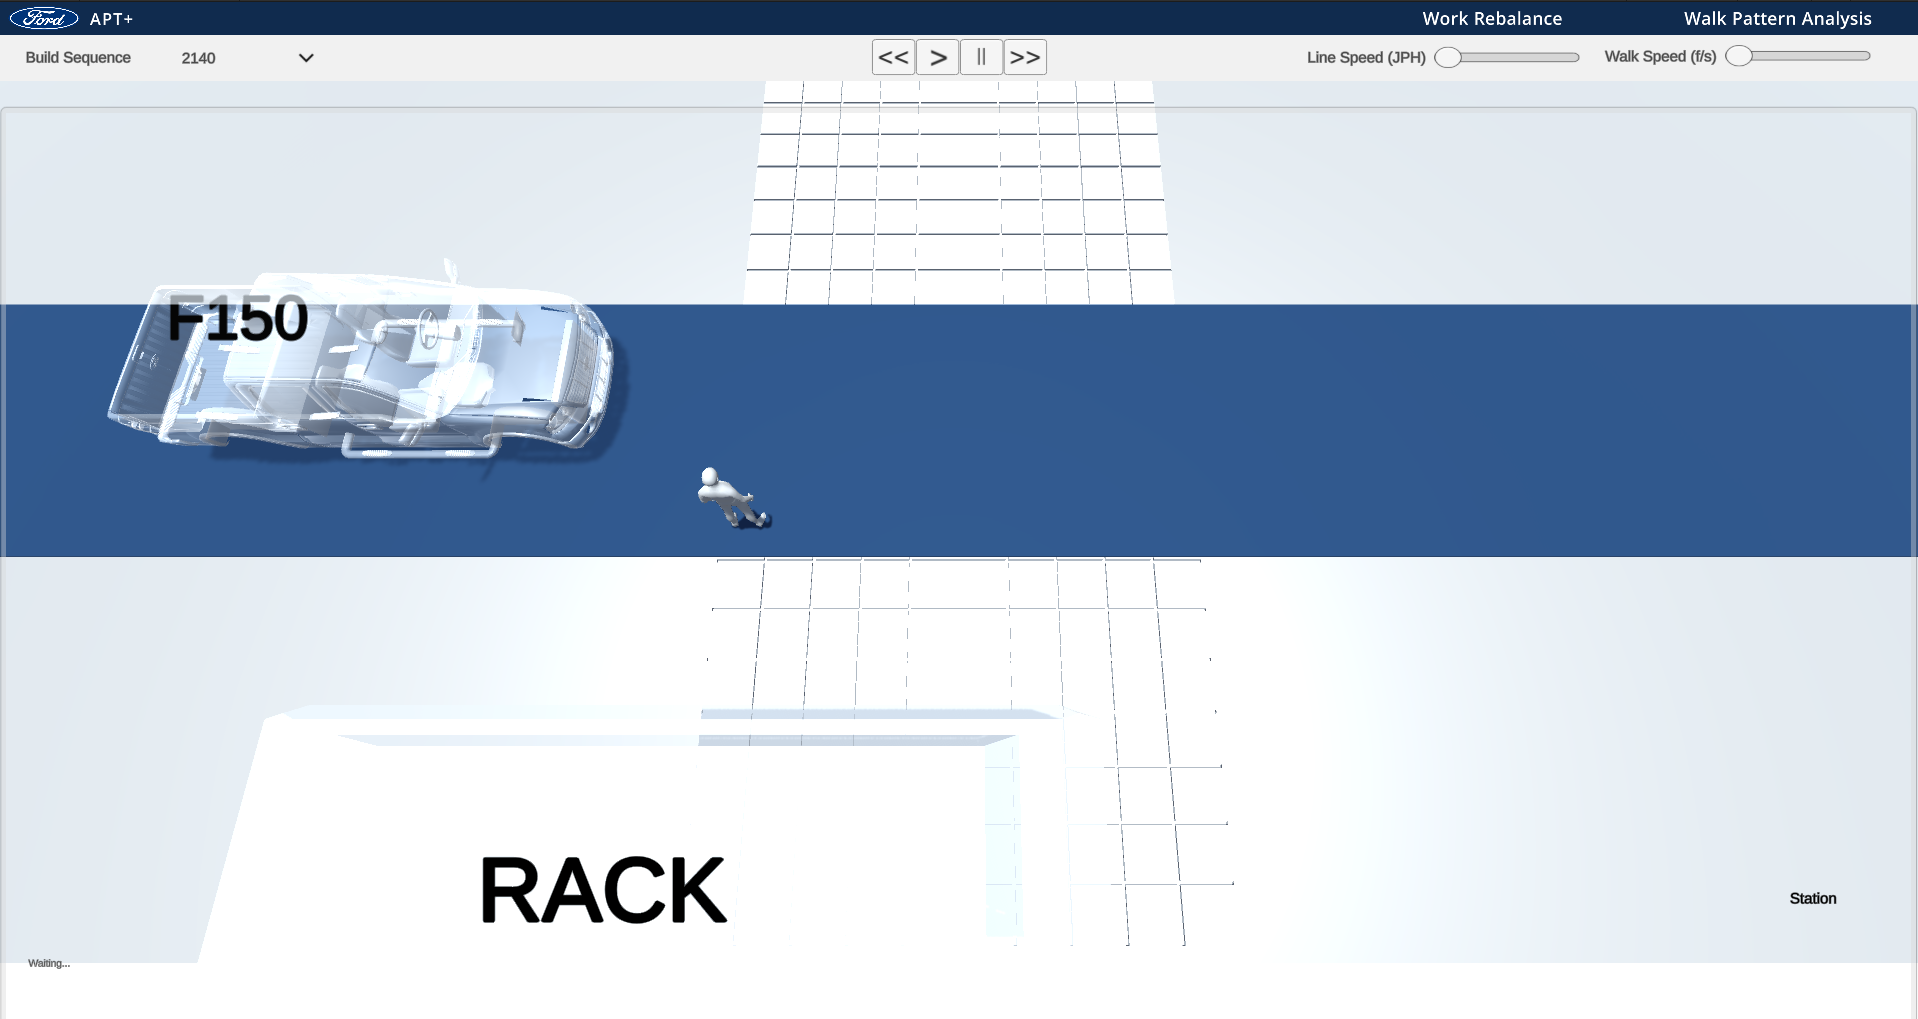 Ford APT+
Work Rebalance
Walk Pattern Analysis
Build Sequence
2140
<<
>
||
>>
Line Speed (JPH)
Walk Speed (f/s)
F150
RACK
Station
Waiting...